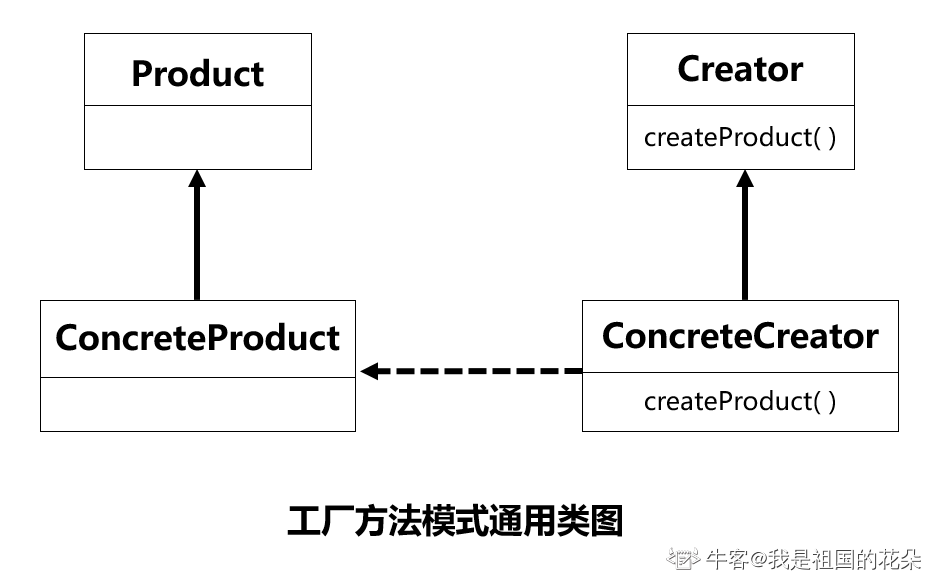 Product
Creator
createProduct( )
ConcreteProduct
ConcreteCreator
createProduct( )
工厂方法模式通用类图
牛客@我是祖国的花朵